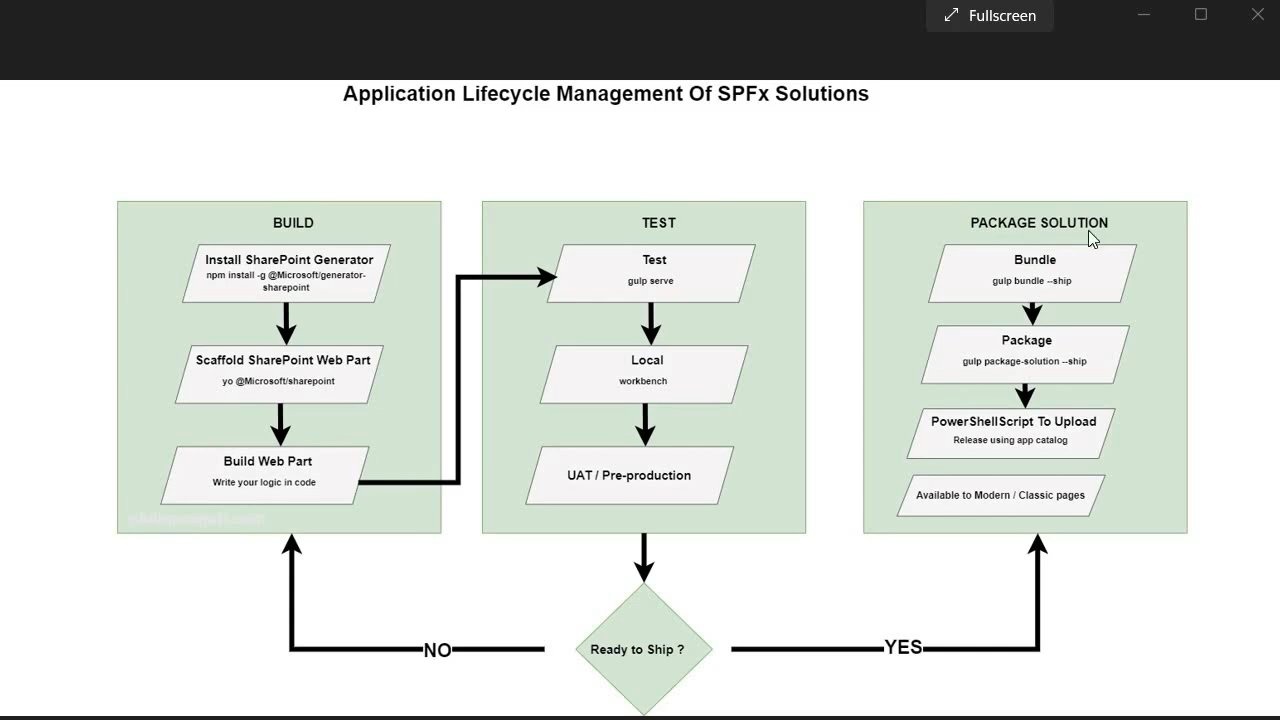 Fullscreen
Application Lifecycle Management Of SPFx Solutions
BUILD
Install SharePoint Generator
npm install -g @Microsoft/generator-
sharepoint
Scaffold SharePoint Web Part
yo @Microsoft/sharepoint
Build Web Part
Write your logic in code
TEST
Test
gulp serve
Local
workbench
UAT / Pre-production
PACKAGE SOLUTION
Bundle
gulp bundle --ship
Package
gulp package-solution --ship
PowerShellScript To Upload
Release using app catalog
Available to Modern / Classic pages
NO
Ready to Ship ?
YES